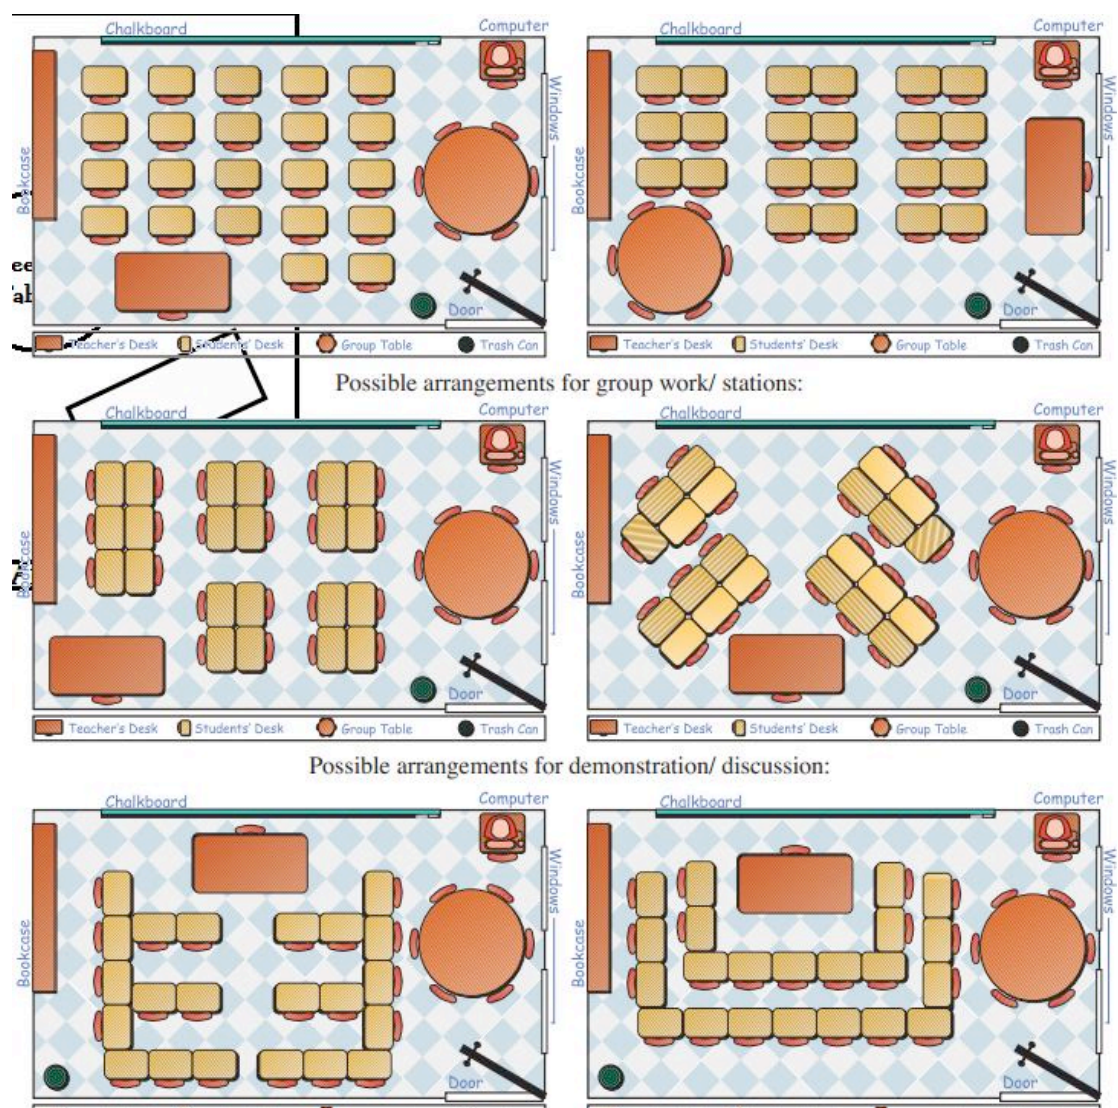 Chalkboard
Computer
Windows
Bookcase
Door
Teacher's Desk Students' Desk Group Table Trash Can
Chalkboard
Computer
Windows
Bookcase
Door
Teacher's Desk Students' Desk Group Table Trash Can
Possible arrangements for group work/ stations:
Chalkboard
Computer
Windows
Bookcase
Door
Teacher's Desk Students' Desk Group Table Trash Can
Chalkboard
Computer
Windows
Bookcase
Door
Teacher's Desk Students' Desk Group Table Trash Can
Possible arrangements for demonstration/ discussion:
Chalkboard
Computer
Windows
Bookcase
Door
Chalkboard
Computer
Windows
Bookcase
Door